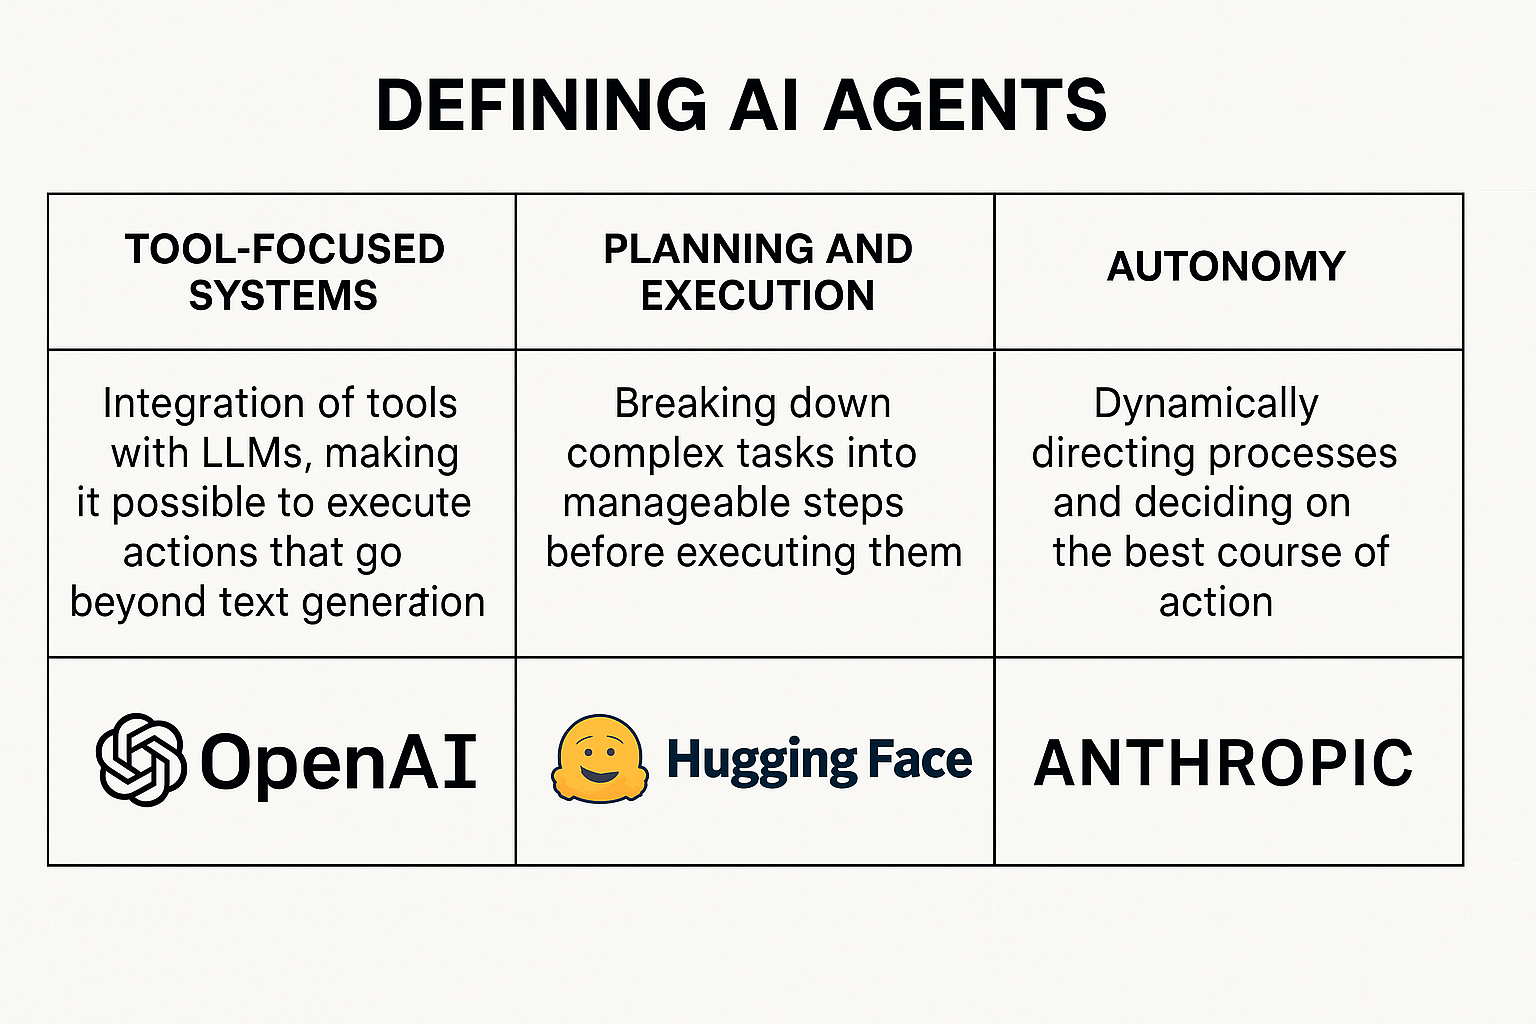 DEFINING AI AGENTS
TOOL-FOCUSED
SYSTEMS
PLANNING AND
EXECUTION
AUTONOMY
Integration of tools
with LLMs, making
it possible to execute
actions that go
beyond text generation
Breaking down
complex tasks into
manageable steps
before executing them
Dynamically
directing processes
and deciding on
the best course of
action
OpenAI
Hugging Face
ANTHROPIC